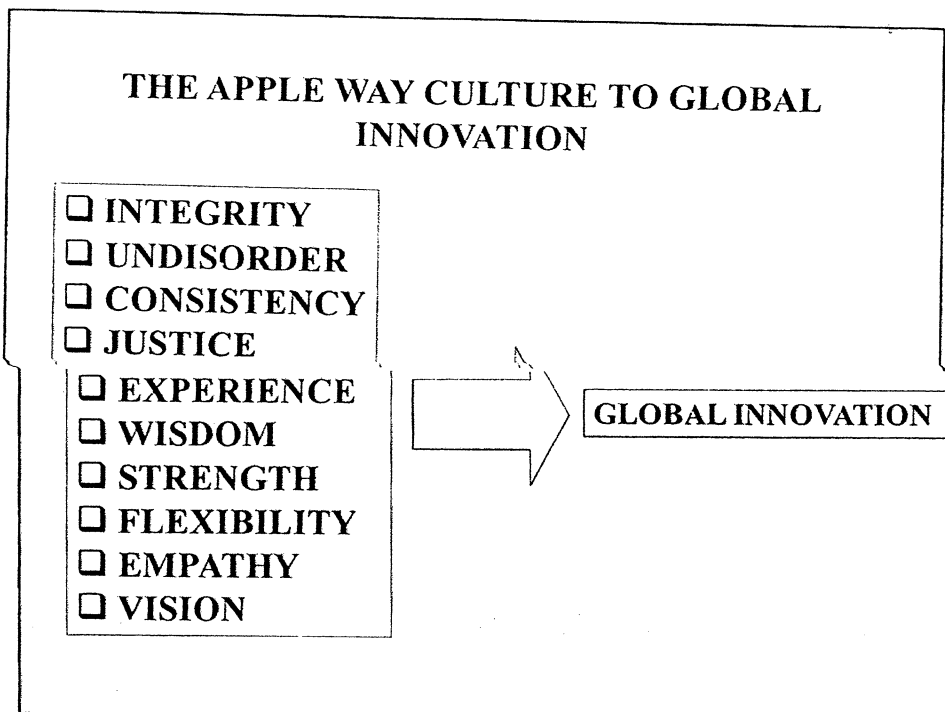 THE APPLE WAY CULTURE TO GLOBAL
INNOVATION
❑ INTEGRITY
❑ UNDISORDER
❑ CONSISTENCY
❑ JUSTICE
❑ EXPERIENCE
❑ WISDOM
❑ STRENGTH
❑ FLEXIBILITY
❑ EMPATHY
❑ VISION
GLOBAL INNOVATION